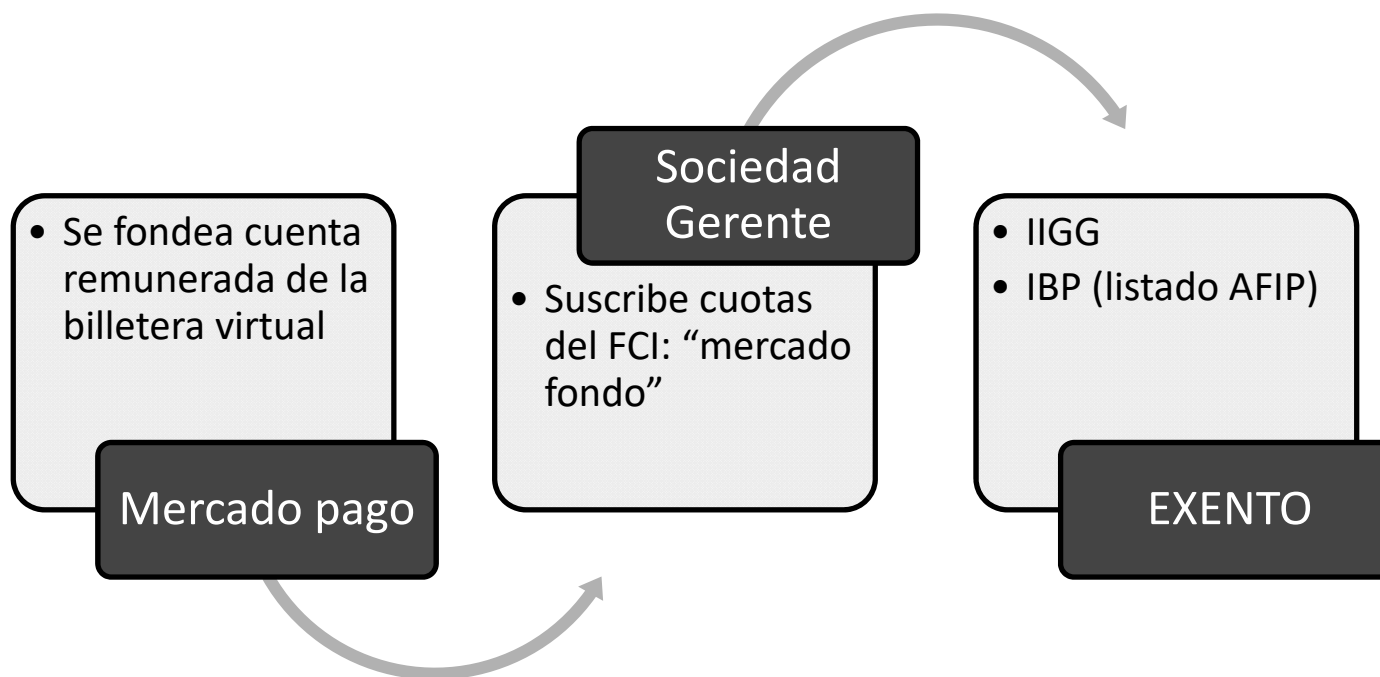 • Se fondea cuenta
remunerada de la
billetera virtual
Mercado pago
Sociedad
Gerente
• Suscribe cuotas
del FCI: “mercado
fondo”
• IIGG
• IBP (listado AFIP)
EXENTO